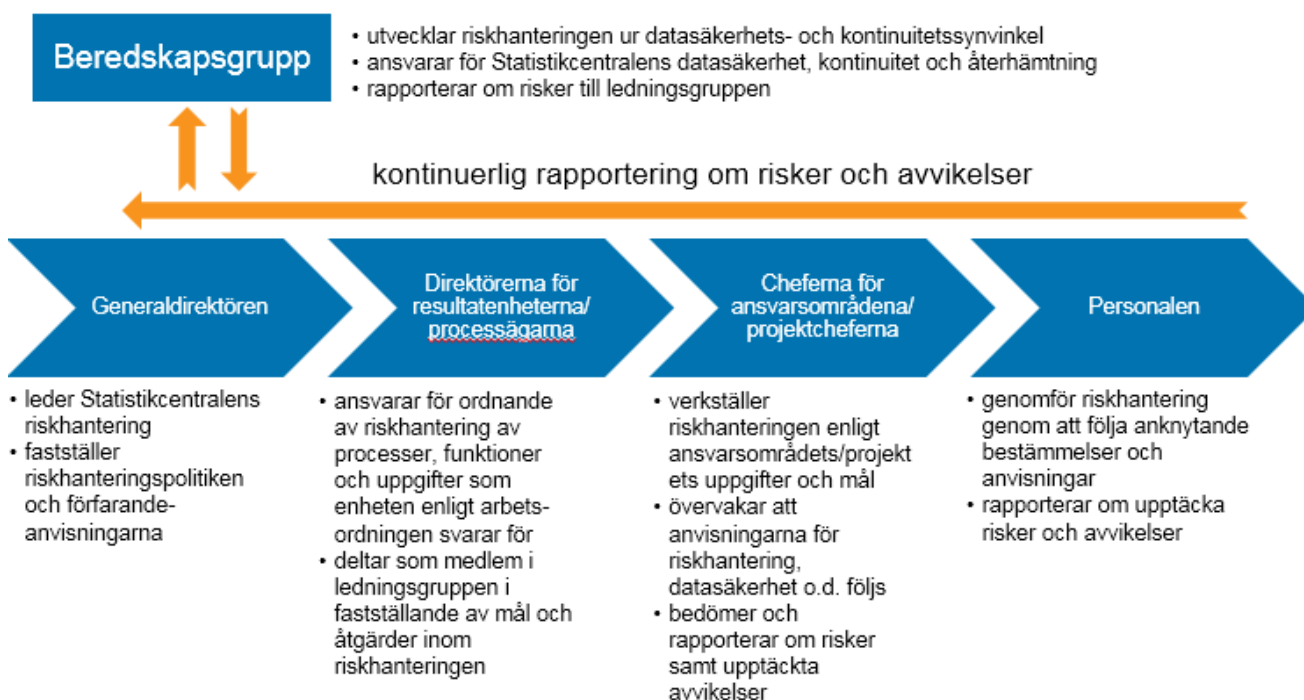 Beredskapsgrupp
• utvecklar riskhanteringen ur datasäkerhets- och kontinuitetssynvinkel
• ansvarar för Statistikcentralens datasäkerhet, kontinuitet och återhämtning
• rapporterar om risker till ledningsgruppen
kontinuerlig rapportering om risker och avvikelser
Generaldirektören
• leder Statistikcentralens
riskhantering
• fastställer
riskhanteringspolitiken
och förfarande-
anvisningarna
Direktörerna för
resultatenheterna/
processägarna
• ansvarar för ordnande
av riskhantering av
processer, funktioner
och uppgifter som
enheten enligt arbets-
ordningen svarar för
• deltar som medlem i
ledningsgruppen i
fastställande av mål och
åtgärder inom
riskhanteringen
Cheferna för
ansvarsområdena/
projektcheferna
• verkställer
riskhanteringen enligt
ansvarsområdets/projekt
ets uppgifter och mål
• övervakar att
anvisningarna för
riskhantering,
datasäkerhet o.d. följs
• bedömer och
rapporterar om risker
samt upptäckta
avvikelser
Personalen
• genomför riskhantering
genom att följa anknytande
bestämmelser och
anvisningar
• rapporterar om upptäcka
risker och avvikelser